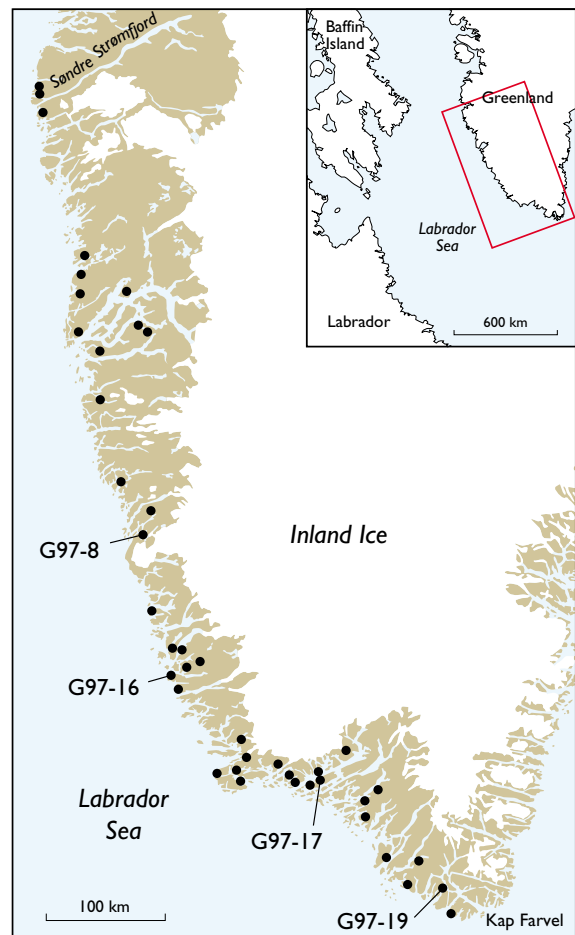 Søndre Strømfjord
Baffin
Island
Greenland
Labrador
Sea
Labrador
600 km
Inland Ice
G97-8
G97-16
Labrador
Sea
G97-17
G97-19
100 km
Kap Farvel